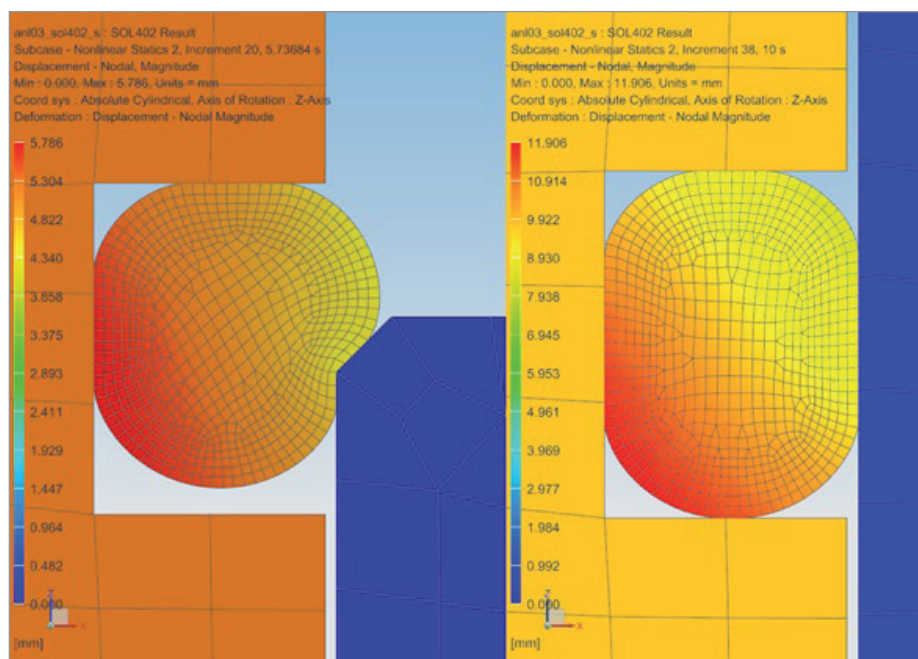 anl03_sol402_s : SOL402 Result
Subcase - Nonlinear Statics 2, Increment 20, 5.73684 s
Displacement - Nodal, Magnitude
Min : 0.000, Max : 5.786, Units = mm
Coord sys : Absolute Cylindrical, Axis of Rotation : Z-Axis
Deformation : Displacement - Nodal Magnitude
5.786
5.304
4.822
4.340
3.858
3.375
2.893
2.411
1.929
1.447
0.964
0.482
0.000
Z
X
[mm]
anl03_sol402_s : SOL402 Result
Subcase - Nonlinear Statics 2, Increment 38, 10 s
Displacement - Nodal, Magnitude
Min : 0.000, Max : 11.906, Units = mm
Coord sys : Absolute Cylindrical, Axis of Rotation : Z-Axis
Deformation : Displacement - Nodal Magnitude
11.906
10.914
9.922
8.930
7.938
6.945
5.953
4.961
3.969
2.977
1.984
0.992
0.000
Z
X
[mm]